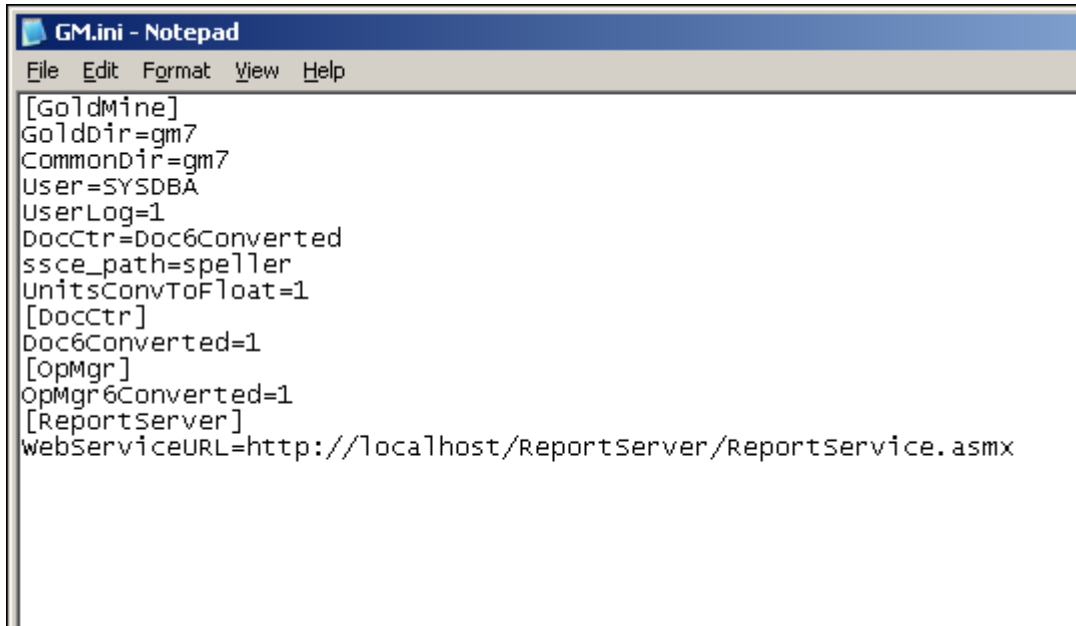 GM.ini - Notepad
File Edit Format View Help
[GoldMine]
GoldDir=gm7
CommonDir=gm7
User=SYSDBA
UserLog=1
DocCtr=Doc6Converted
ssce_path=speller
UnitsConvToFloat=1
[DocCtr]
Doc6Converted=1
[OpMgr]
OpMgr6Converted=1
[ReportServer]
WebServiceURL=http://localhost/ReportServer/ReportService.asmx